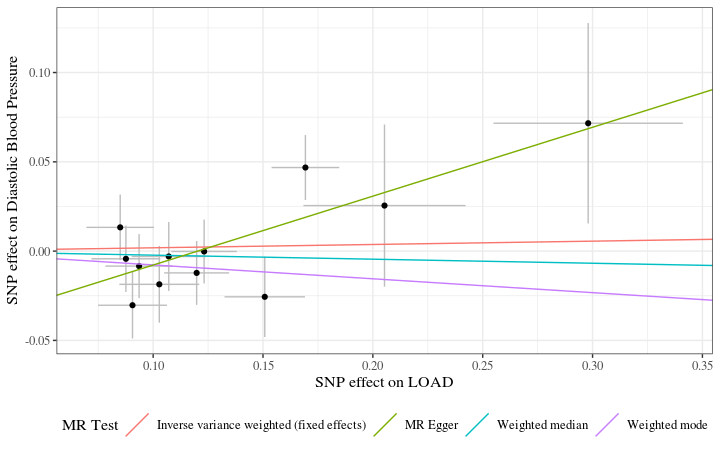 SNP effect on Diastolic Blood Pressure
0.10
0.05
0.00
-0.05
0.10
0.15
0.20
0.25
0.30
0.35
SNP effect on LOAD
MR Test
Inverse variance weighted (fixed effects)
MR Egger
Weighted median
Weighted mode